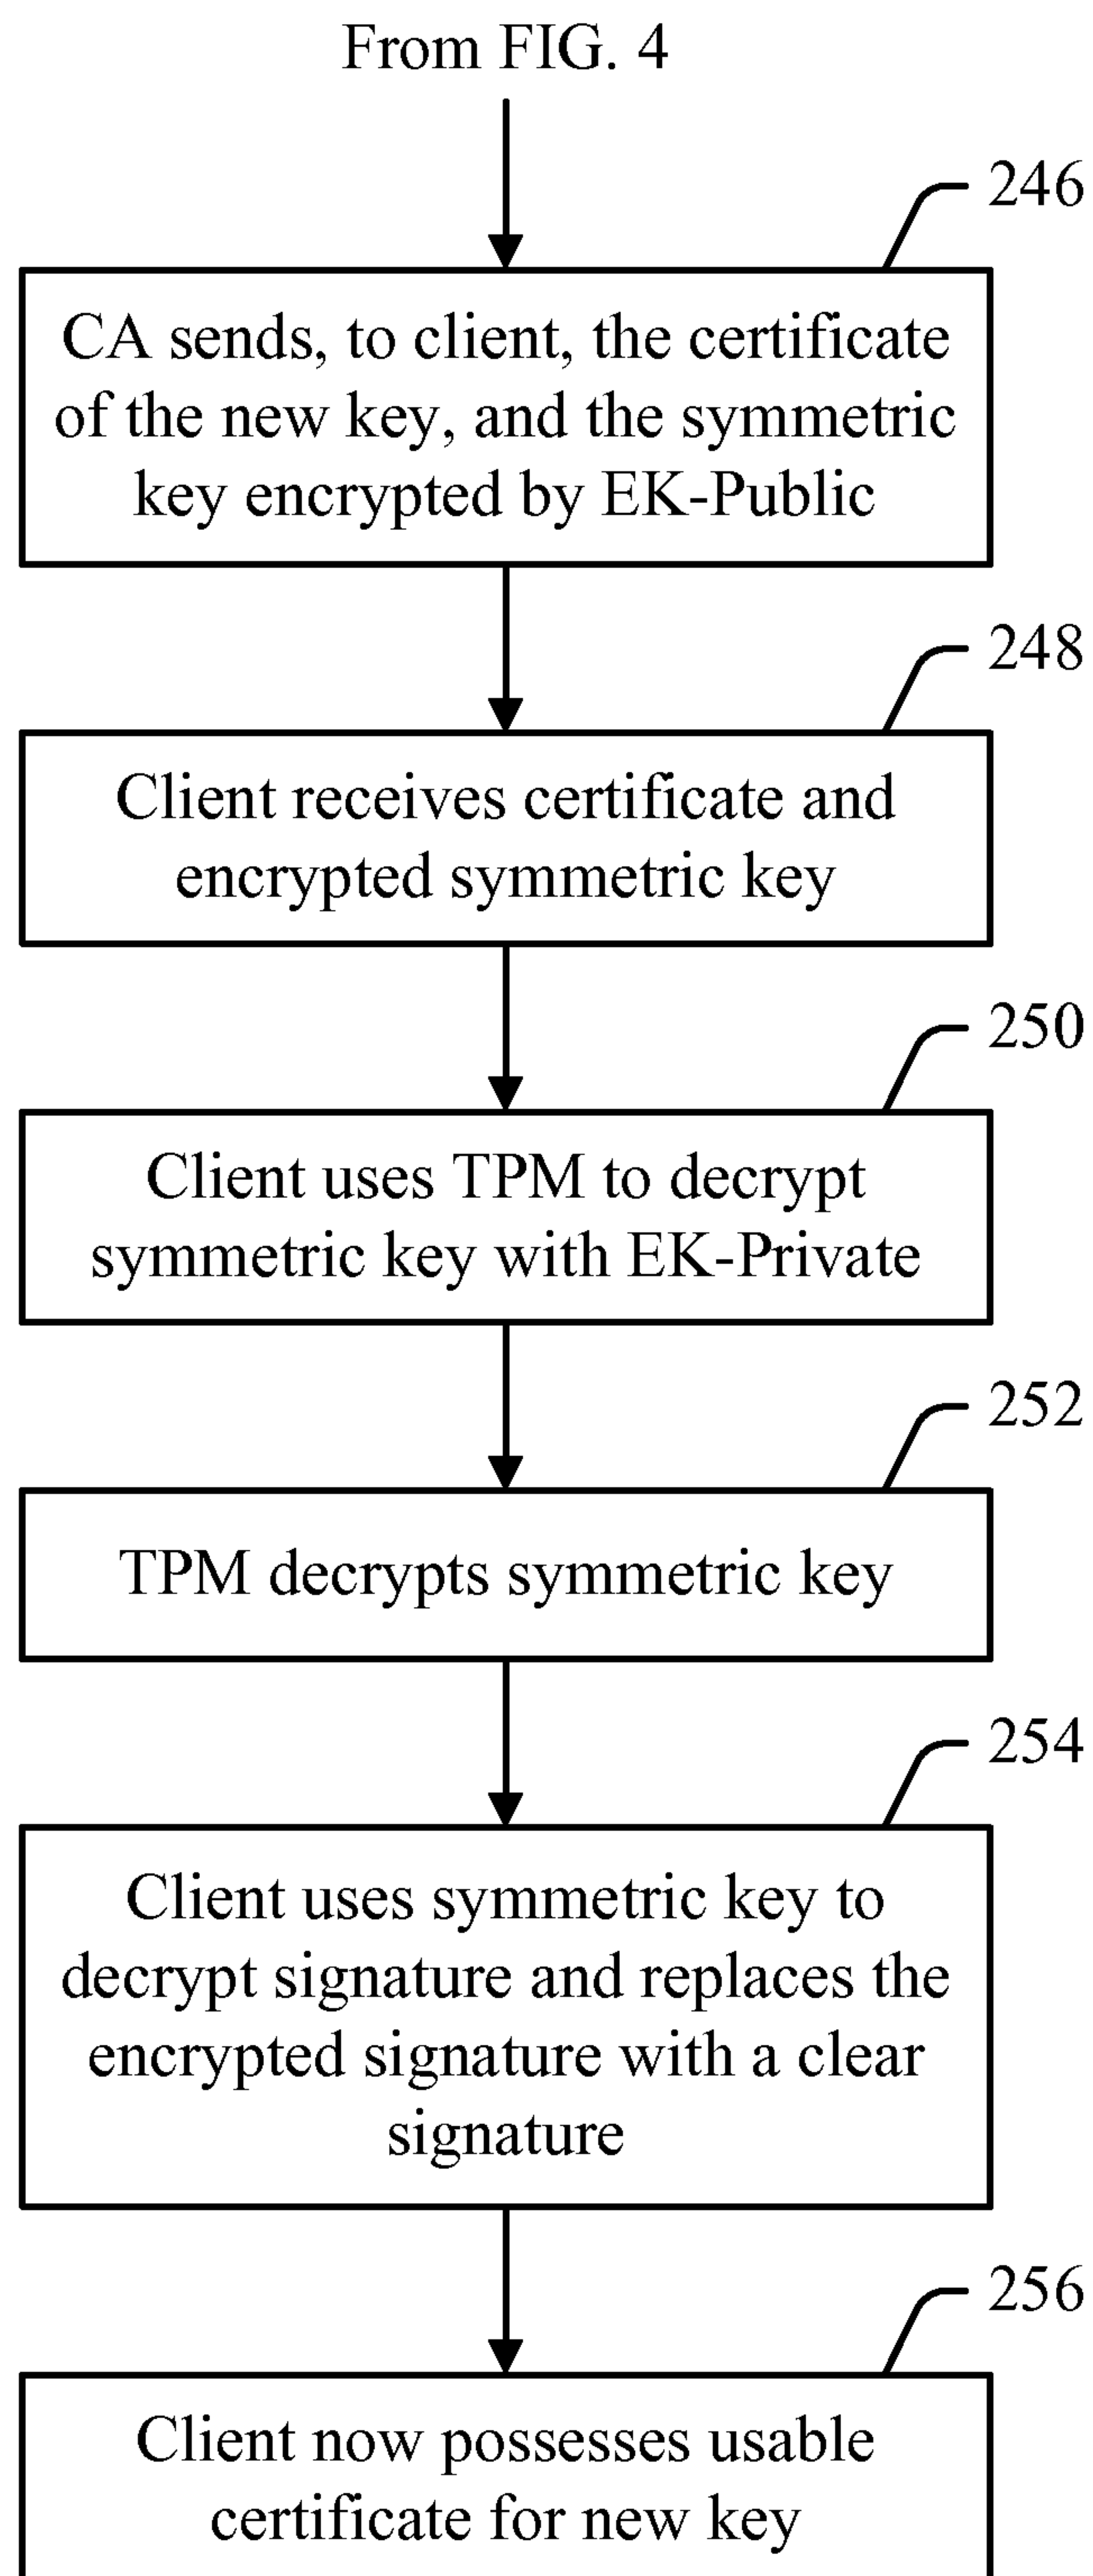 From FIG. 4
246
CA sends, to client, the certificate
of the new key, and the symmetric
key encrypted by EK-Public
248
Client receives certificate and
encrypted symmetric key
250
Client uses TPM to decrypt
symmetric key with EK-Private
252
TPM decrypts symmetric key
254
Client uses symmetric key to
decrypt signature and replaces the
encrypted signature with a clear
signature
256
Client now possesses usable
certificate for new key